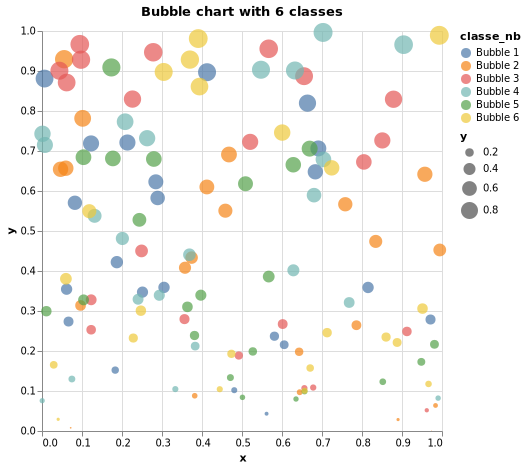 Bubble chart with 6 classes
1.0
0.9
0.8
0.7
0.6
0.5
0.4
0.3
0.2
0.1
0.0
y
0.0 0.1 0.2 0.3 0.4 0.5 0.6 0.7 0.8 0.9 1.0
x
classe_nb
Bubble 1
Bubble 2
Bubble 3
Bubble 4
Bubble 5
Bubble 6
y
0.2
0.4
0.6
0.8